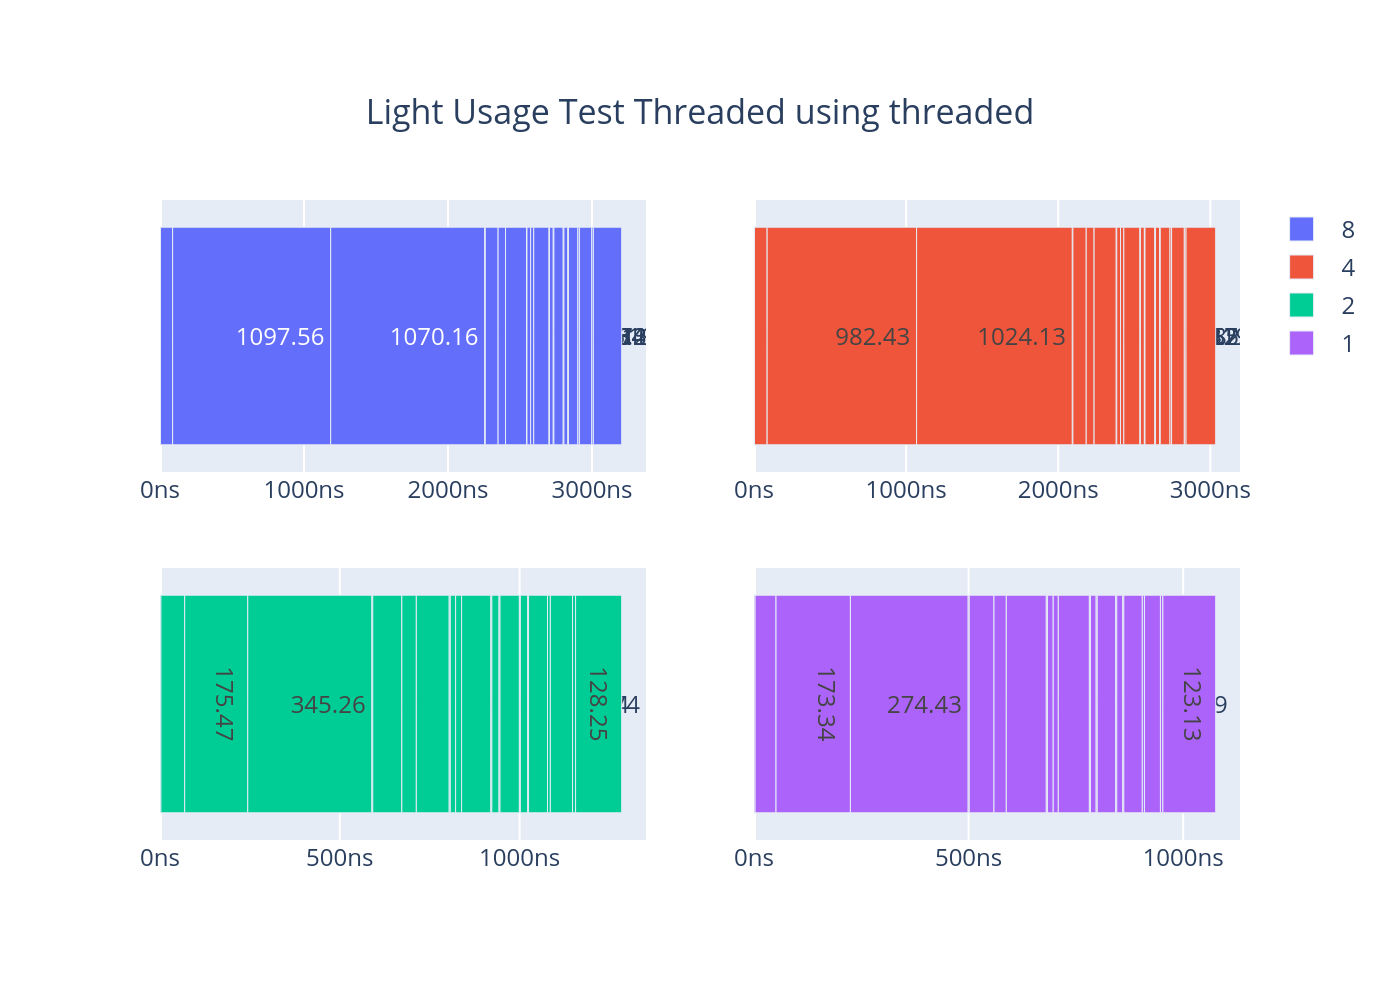 Light Usage Test Threaded using threaded
1097.56 1070.16
0ns 1000ns 2000ns 3000ns
982.43 1024.13
0ns 1000ns 2000ns 3000ns
8
4
2
1
175.47 345.26 128.25
0ns 500ns 1000ns
173.34 274.43 123.13
0ns 500ns 1000ns